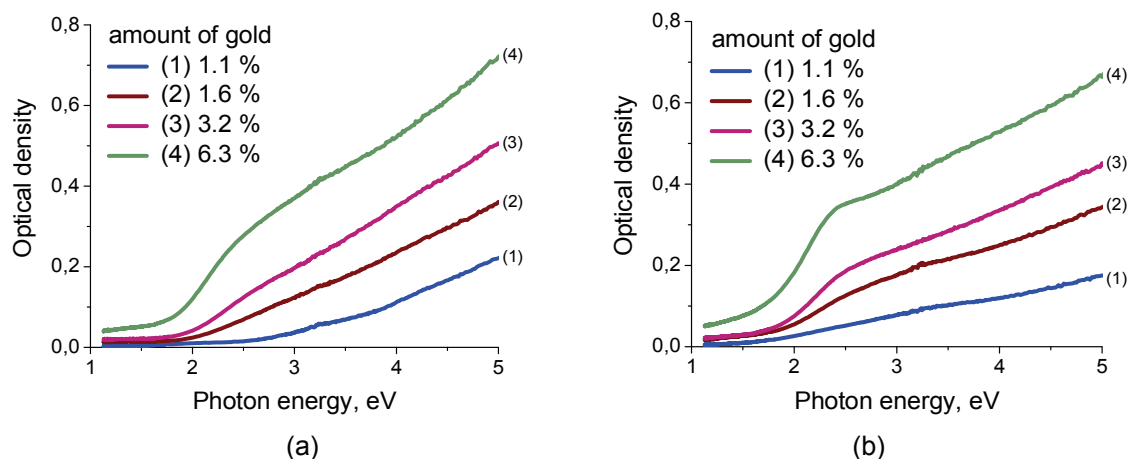 0,8
0,6
0,4
0,2
0,0
Optical density
amount of gold
(1) 1.1 %
(2) 1.6 %
(3) 3.2 %
(4) 6.3 %
(4)
(3)
(2)
(1)
1 2 3 4 5
Photon energy, eV
(a)
0,8
0,6
0,4
0,2
0,0
Optical density
amount of gold
(1) 1.1 %
(2) 1.6 %
(3) 3.2 %
(4) 6.3 %
(4)
(3)
(2)
(1)
1 2 3 4 5
Photon energy, eV
(b)